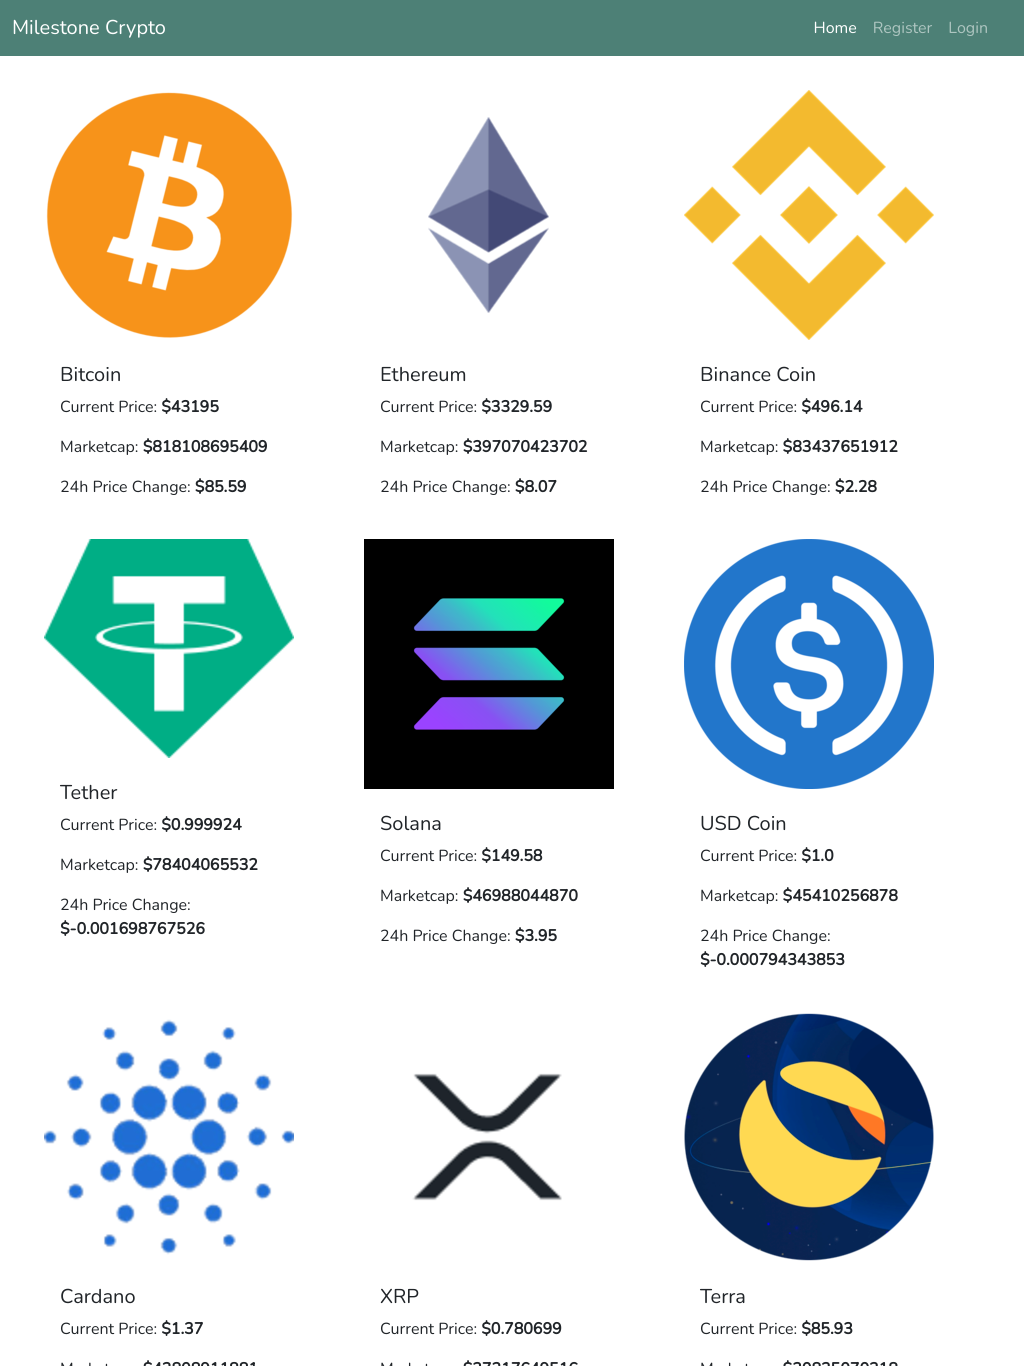 Milestone Crypto
Home Register Login
Bitcoin
Current Price: $43195
Marketcap: $818108695409
24h Price Change: $85.59
Ethereum
Current Price: $3329.59
Marketcap: $397070423702
24h Price Change: $8.07
Binance Coin
Current Price: $496.14
Marketcap: $83437651912
24h Price Change: $2.28
Tether
Current Price: $0.999924
Marketcap: $78404065532
24h Price Change:
$-0.001698767526
Solana
Current Price: $149.58
Marketcap: $46988044870
24h Price Change: $3.95
USD Coin
Current Price: $1.0
Marketcap: $45410256878
24h Price Change:
$-0.000794343853
Cardano
Current Price: $1.37
XRP
Current Price: $0.780699
Terra
Current Price: $85.93